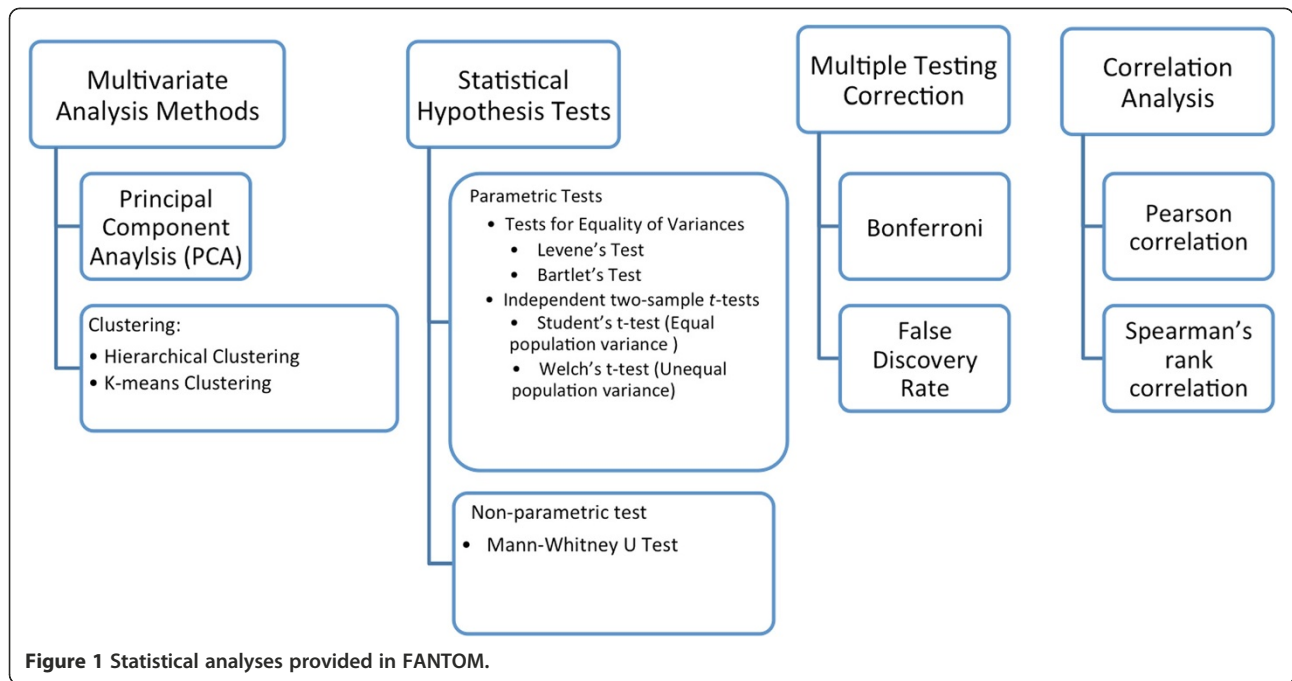 Multivariate
Analysis Methods
Principal
Component
Anaylsis (PCA)
Clustering:
• Hierarchical Clustering
• K-means Clustering
Statistical
Hypothesis Tests
Parametric Tests
• Tests for Equality of Variances
• Levene's Test
• Bartlet's Test
• Independent two-sample t-tests
• Student's t-test (Equal
population variance )
• Welch's t-test (Unequal
population variance)
Non-parametric test
• Mann-Whitney U Test
Multiple Testing
Correction
Bonferroni
False
Discovery
Rate
Correlation
Analysis
Pearson
correlation
Spearman's
rank
correlation
Figure 1 Statistical analyses provided in FANTOM.